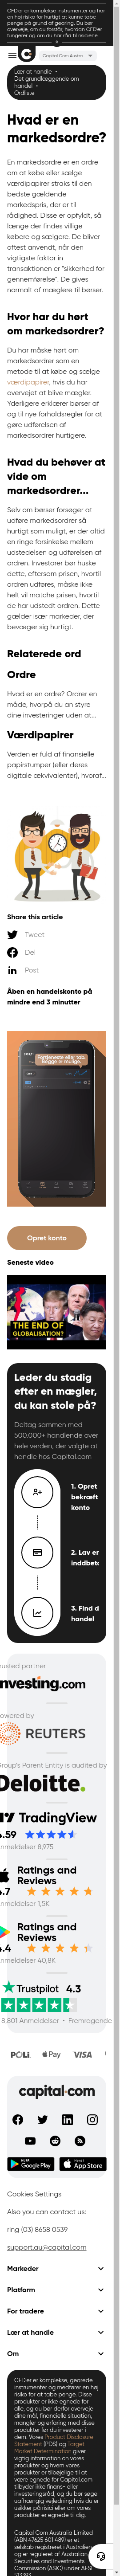 CFD'er er komplekse instrumenter og har
en høj risiko for hurtigt at kunne tabe
penge på grund af gearing. Du bør
overveje, om du forstår, hvordan CFD'er
fungerer og om du har råd til at risicere.
Capital Com Austra...
Lær at handle •
Det grundlæggende om
handel •
Ordliste
Hvad er en
markedsordre?
En markedsordre er en ordre
om at købe eller sælge
værdipapirer straks til den
bedst gældende
markedspris, der er til
rådighed. Disse er opfyldt, så
længe der findes villige
købere og sælgere. De bliver
oftest anvendt, når den
vigtigste faktor i
transaktionen er "sikkerhed for
gennemførelse". De gives
normalt af mægler til børser.
Hvor har du hørt
om markedsordrer?
Du har måske hørt om
markedsordrer som en
metode til at købe og sælge
værdipapirer, hvis du har
overvejet at blive mægler.
Yderligere erklærer børser af
og til nye forholdsregler for
udførelsen af
markedsordrer hurtigere.
Hvad du behøver at
vide om
markedsordrer...
Selv om børser forsøger at
udføre markedsordrer så
hurtigt som muligt, er der altid
en ringe forsinkelse mellem
udstedelsen og udførelsen af
ordren. Investorer bør huske
dette, eftersom prisen, hvortil
ordren udføres, måske ikke
er helt vil matche prisen, hvortil
de har udstedt ordren. Dette
gælder især markeder, der
bevæger sig hurtigt.
Relaterede ord
Ordre
Hvad er en ordre? Ordren er en
måde, hvorpå du en styre
dine investeringer uden at...
Værdipapirer
Verden er fuld af finansielle
papirstumper (eller deres
digitale ækvivalenter), hvoraf...
Share this article
Tweet
Del
Post
Åben en handelskonto på
mindre end 3 minutter
Opret konto
Seneste video
THE END OF
GLOBALISATION?
Leder du stadig
efter en mægler,
du kan stole på?
Deltag sammen med
500.000+ handlende over
hele verden, der valgte at
handle hos Capital.com
1. Opret
bekræft
konto
2. Lav en
inddbeto
3. Find d
handel
rusted partner
nvesting.com
owered by
REUTERS
Group's Parent Entity is audited by
Deloitte.
TradingView
4.59
nmeldelser 8,975
Ratings and
Reviews
4.7
nmeldelser 1,5K
Ratings and
Reviews
4.4
nmeldelser 40,8K
Trustpilot 4.3
8,801 Anmeldelser • Fremragende
POLi
Pay
VISA
capital.com
Google Play
App Store
Cookie Settings
Also you can contact us:
ring (03) 8658 0539
support.au@capital.com
Markeder
Platform
For tradere
Lær at handle
Om
CFD'er er komplekse, gearede
instrumenter og medfører en høj
risiko for at tabe penge. Disse
produkter er ikke egnede for
alle, og du bør derfor overveje
dine mål, finansielle situation,
behov, erfaring med handel
mangler og erfaring med disse
produkter før du investerer i
dem. Vores Product Disclosure
Statement (PDS) og Target
Market Determination giver
vigtig information om vores
produkter og hvem vores
produkter er tilegnelige til at
være egnede for Capital.com
tilbyder ikke finans- eller
investeringsråd, og du bør søge
uafhængig vejledning hvis du er
usikker på risici eller om vores
produkter er egnede til dig.
Capital Com Australia Limited
(ABN 47625 601 489) er et
selskab registreret i Australien
og er reguleret af Australian
Securities and Investments
Commission (ASIC) under AFSL